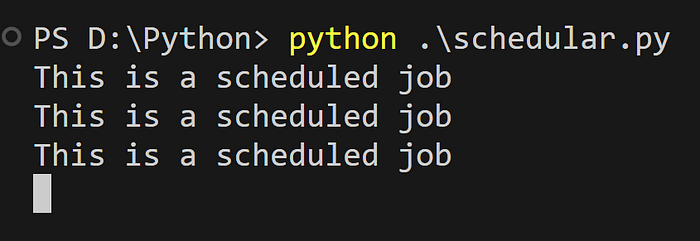 PS D:\Python> python .\schedular.py
This is a scheduled job
This is a scheduled job
This is a scheduled job